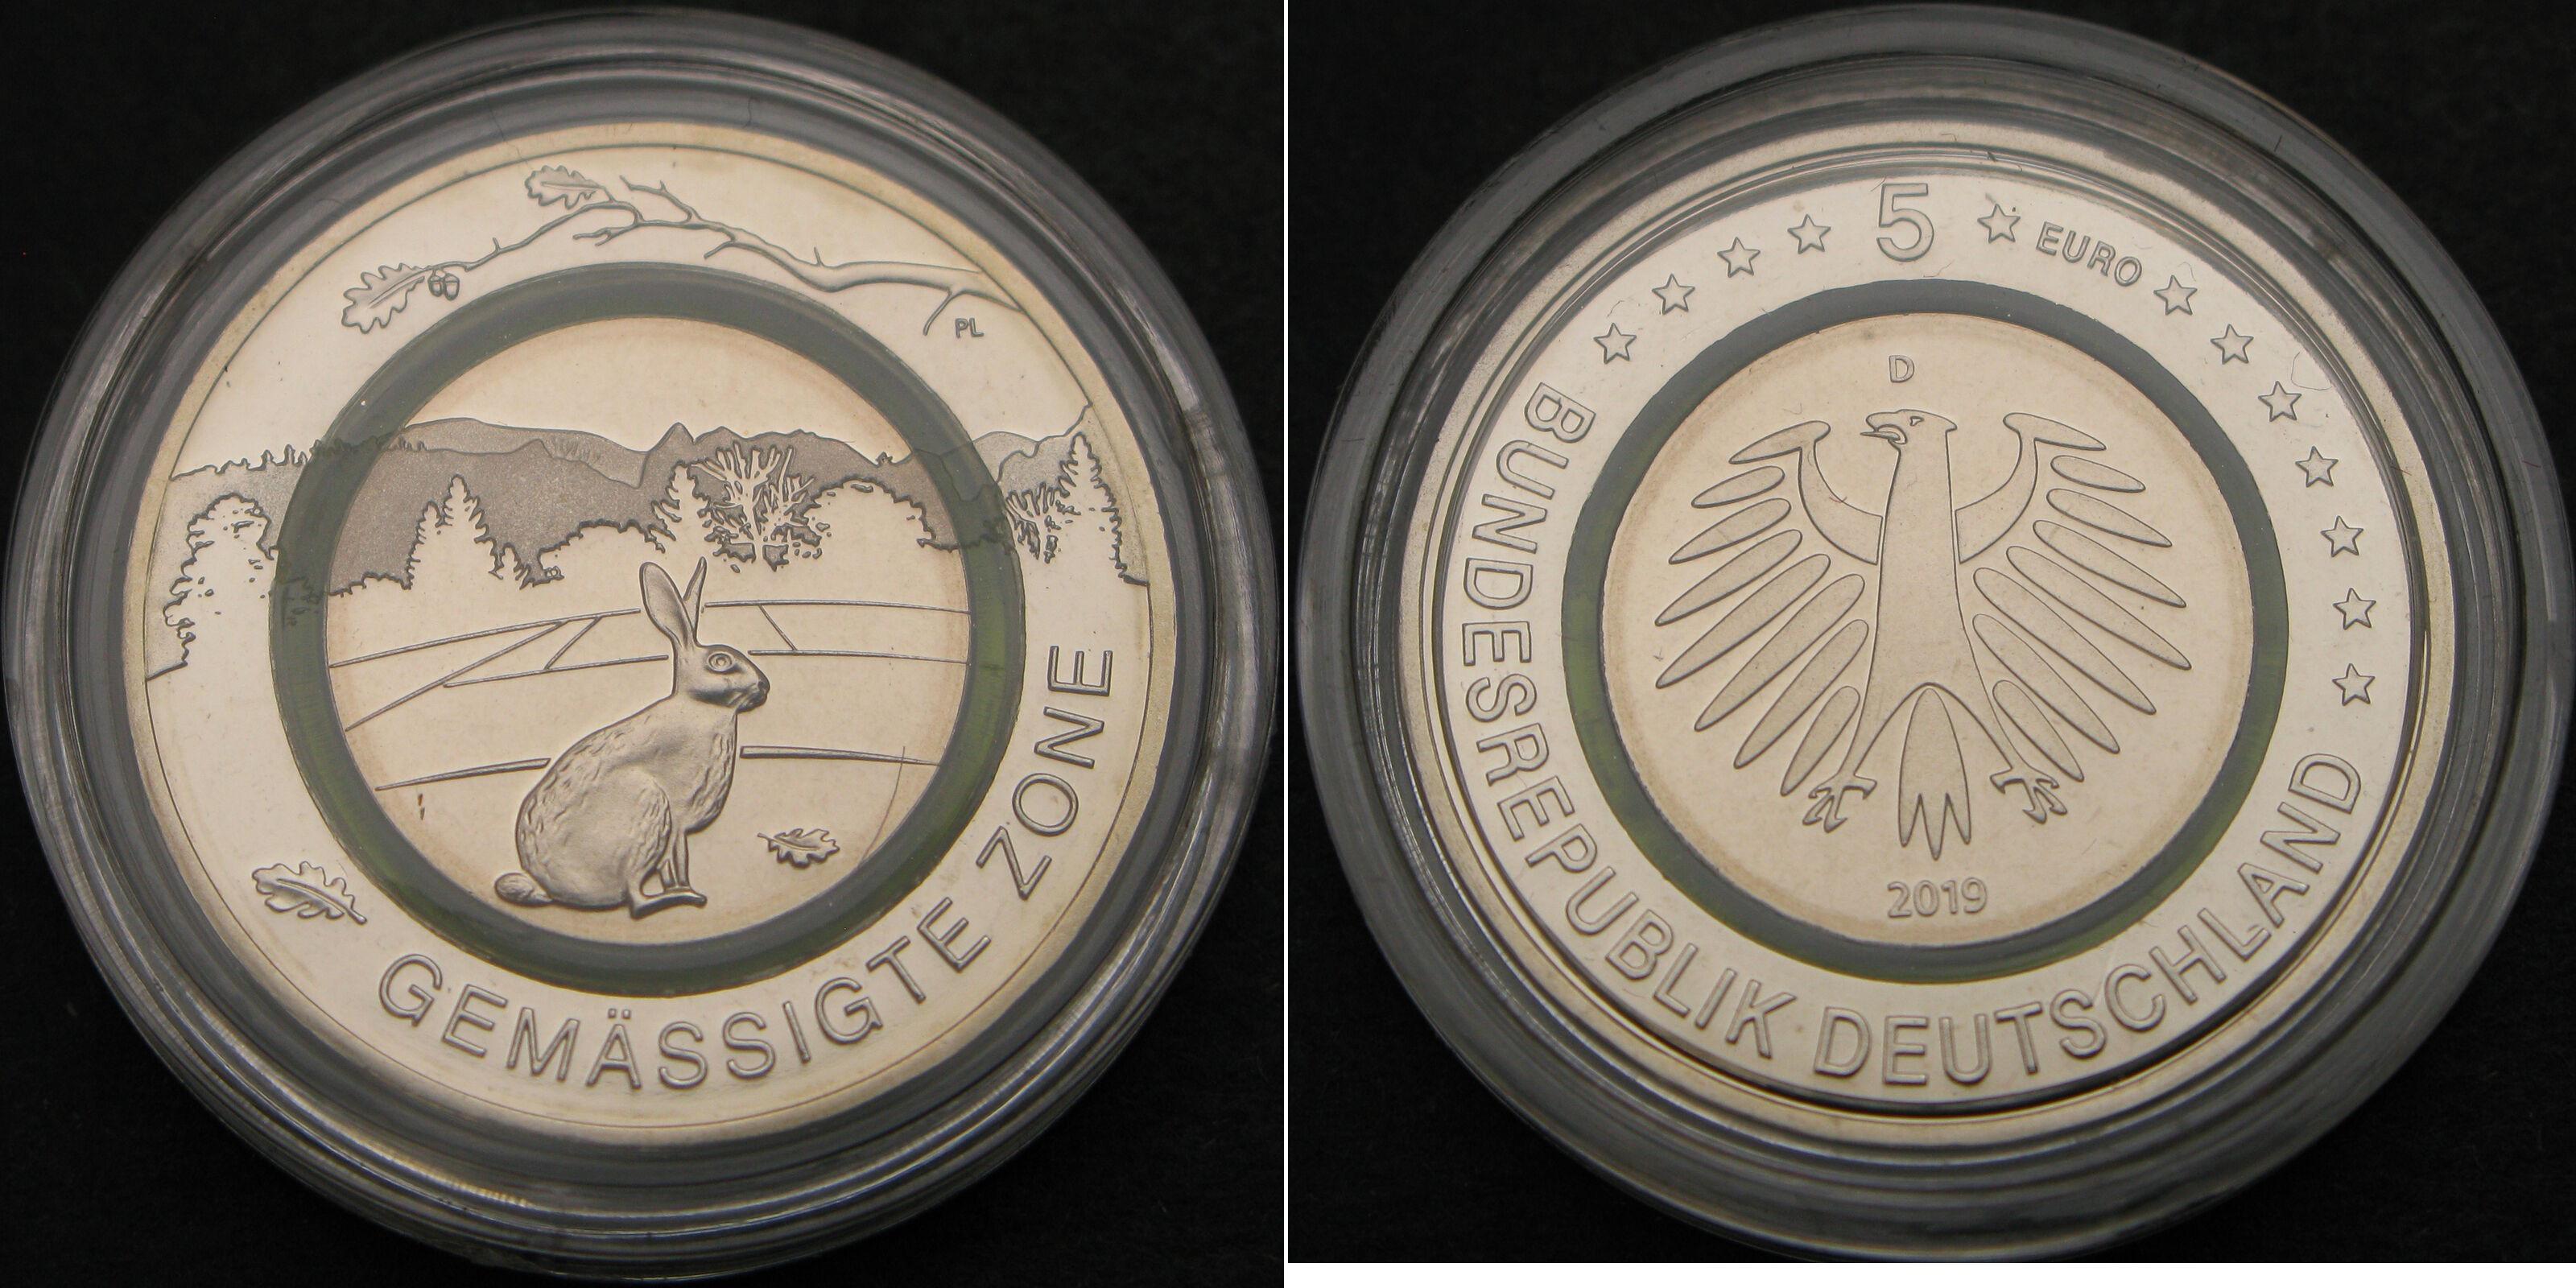 PL
GEMÄSSIGTE ZONE
5 EURO
D
2019
BUNDESREPUBLIK DEUTSCHLAND